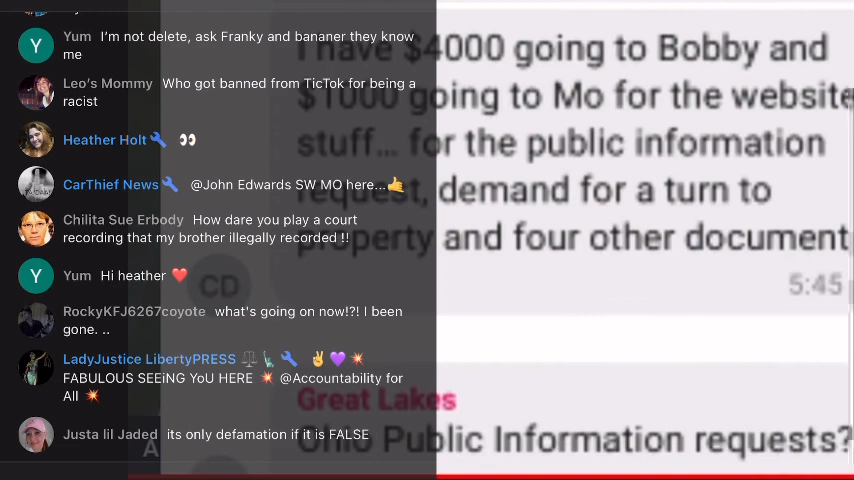 Yum I'm not delete, ask Franky and bananer they know
me
Leo's Mommy Who got banned from TicTok for being a
racist
Heather Holt 🔧 👀
CarThief News 🔧 @John Edwards SW MO here...🤙
Chilita Sue Erbody How dare you play a court
recording that my brother illegally recorded !!
Y Yum Hi heather ❤️
RockyKFJ6267coyote what's going on now!?! I been
gone. ..
LadyJustice LibertyPRESS ⚖️🗽 🔧 ✌️💜💥
FABULOUS SEEiNG YoU HERE 💥 @Accountability for
All 💥
Justa lil Jaded its only defamation if it is FALSE
I have $4000 going to Bobby and
$1000 going to Mo for the website
stuff... for the public information
request, demand for a turn to
property and four other document
CD
5:45
Great Lakes
Ohio Public Information requests?
A